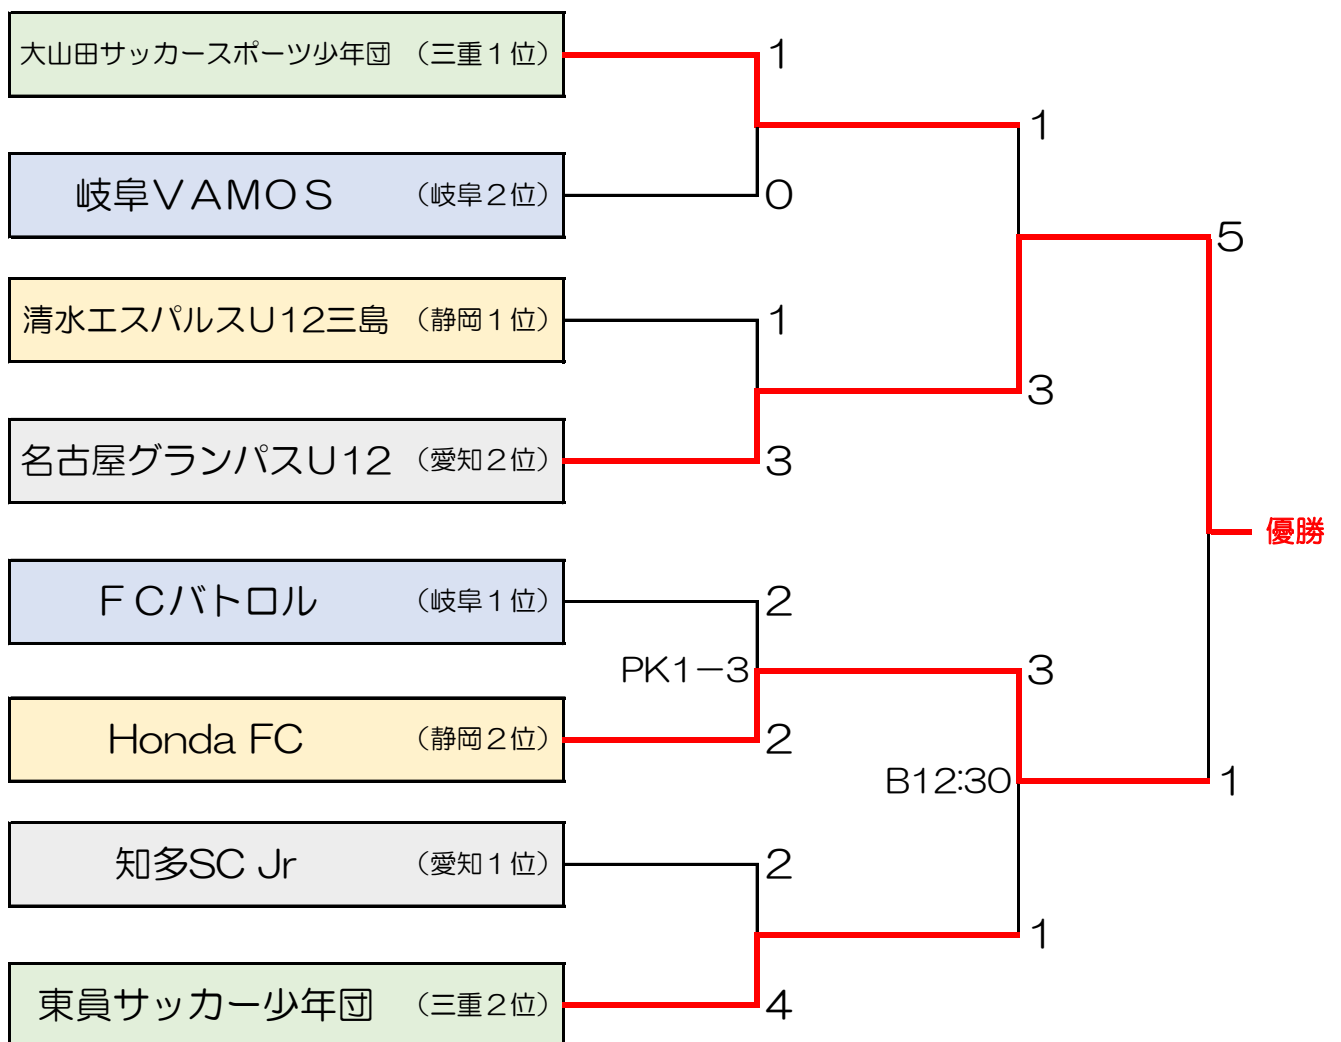 大山田サッカースポーツ少年団 （三重１位）
1
1
岐阜ＶＡＭＯＳ （岐阜２位）
0
5
清水エスパルスU12三島 （静岡１位）
1
3
名古屋グランパスU12 （愛知２位）
3
優勝
ＦＣバトロル （岐阜１位）
2
PK1－3
3
Honda FC （静岡２位）
2
B12:30
1
知多SC Jr （愛知１位）
2
1
東員サッカー少年団 （三重２位）
4